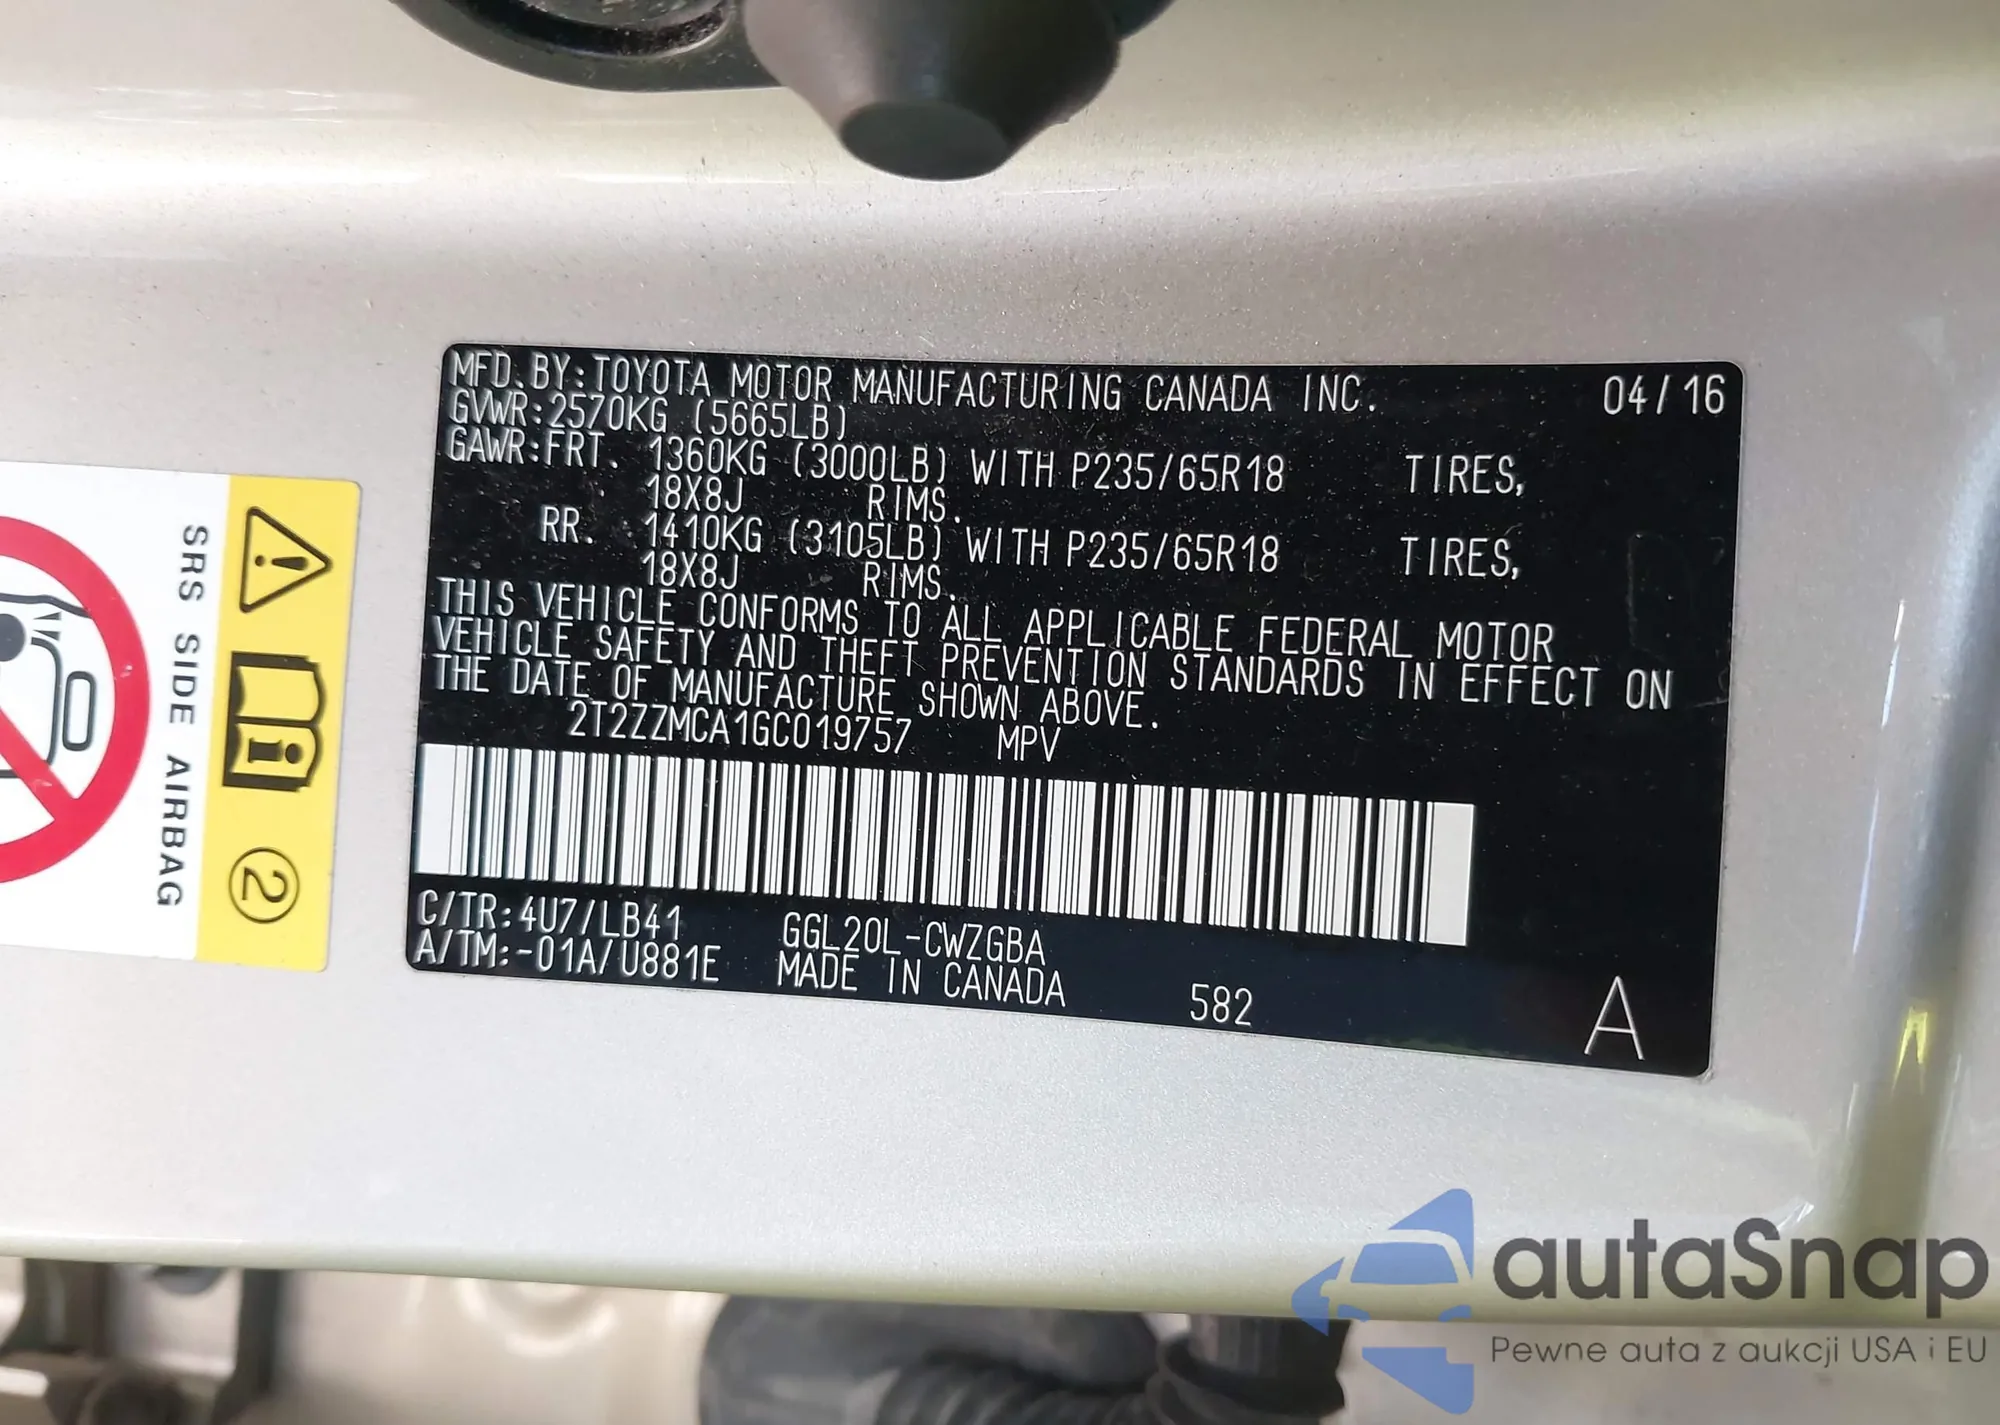 MFD.BY:TOYOTA MOTOR MANUFACTURING CANADA INC. 04/16
GVWR:2570KG (5665LB)
GAWR:FRT. 1360KG (3000LB) WITH P235/65R18 TIRES,
18X8J RIMS.
RR. 1410KG (3105LB) WITH P235/65R18 TIRES,
18X8J RIMS.
THIS VEHICLE CONFORMS TO ALL APPLICABLE FEDERAL MOTOR
VEHICLE SAFETY AND THEFT PREVENTION STANDARDS IN EFFECT ON
THE DATE OF MANUFACTURE SHOWN ABOVE.
2T2ZZMCA1GC019757 MPV
C/TR:4U7/LB41 GGL20L-CWZGBA
A/TM:-01A/U881E MADE IN CANADA 582 A
SRS SIDE AIRBAG
2
autaSnap
Pewne auta z aukcji USA i EU